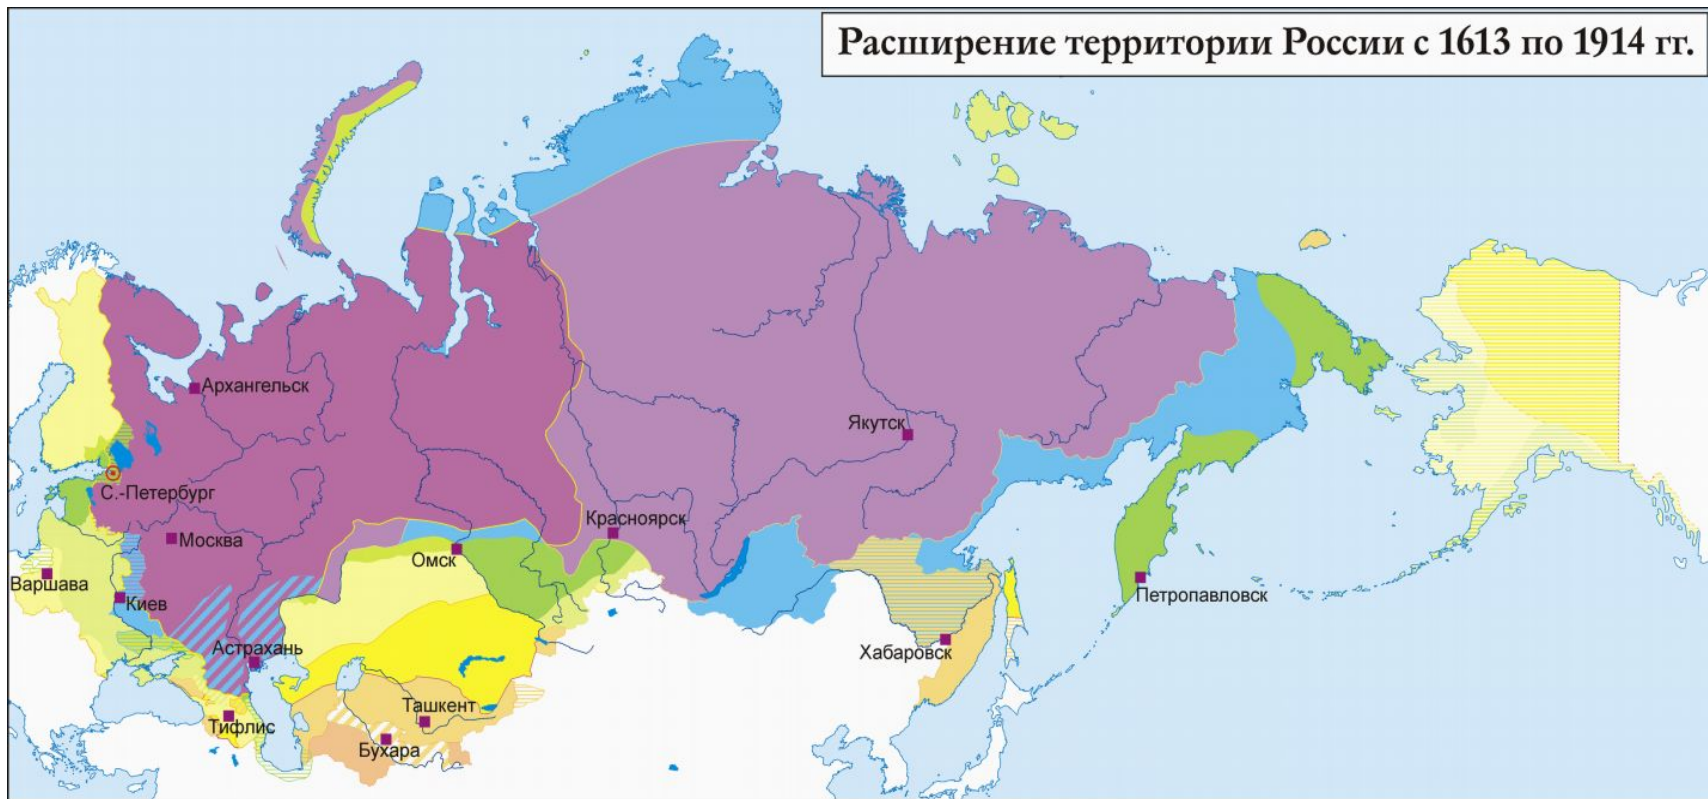 Расширение территории России с 1613 по 1914 гг.
Архангельск
Якутск
С.-Петербург
Красноярск
Москва
Омск
Варшава
Киев
Петропавловск
Астрахань
Хабаровск
Ташкент
Тифлис
Бухара